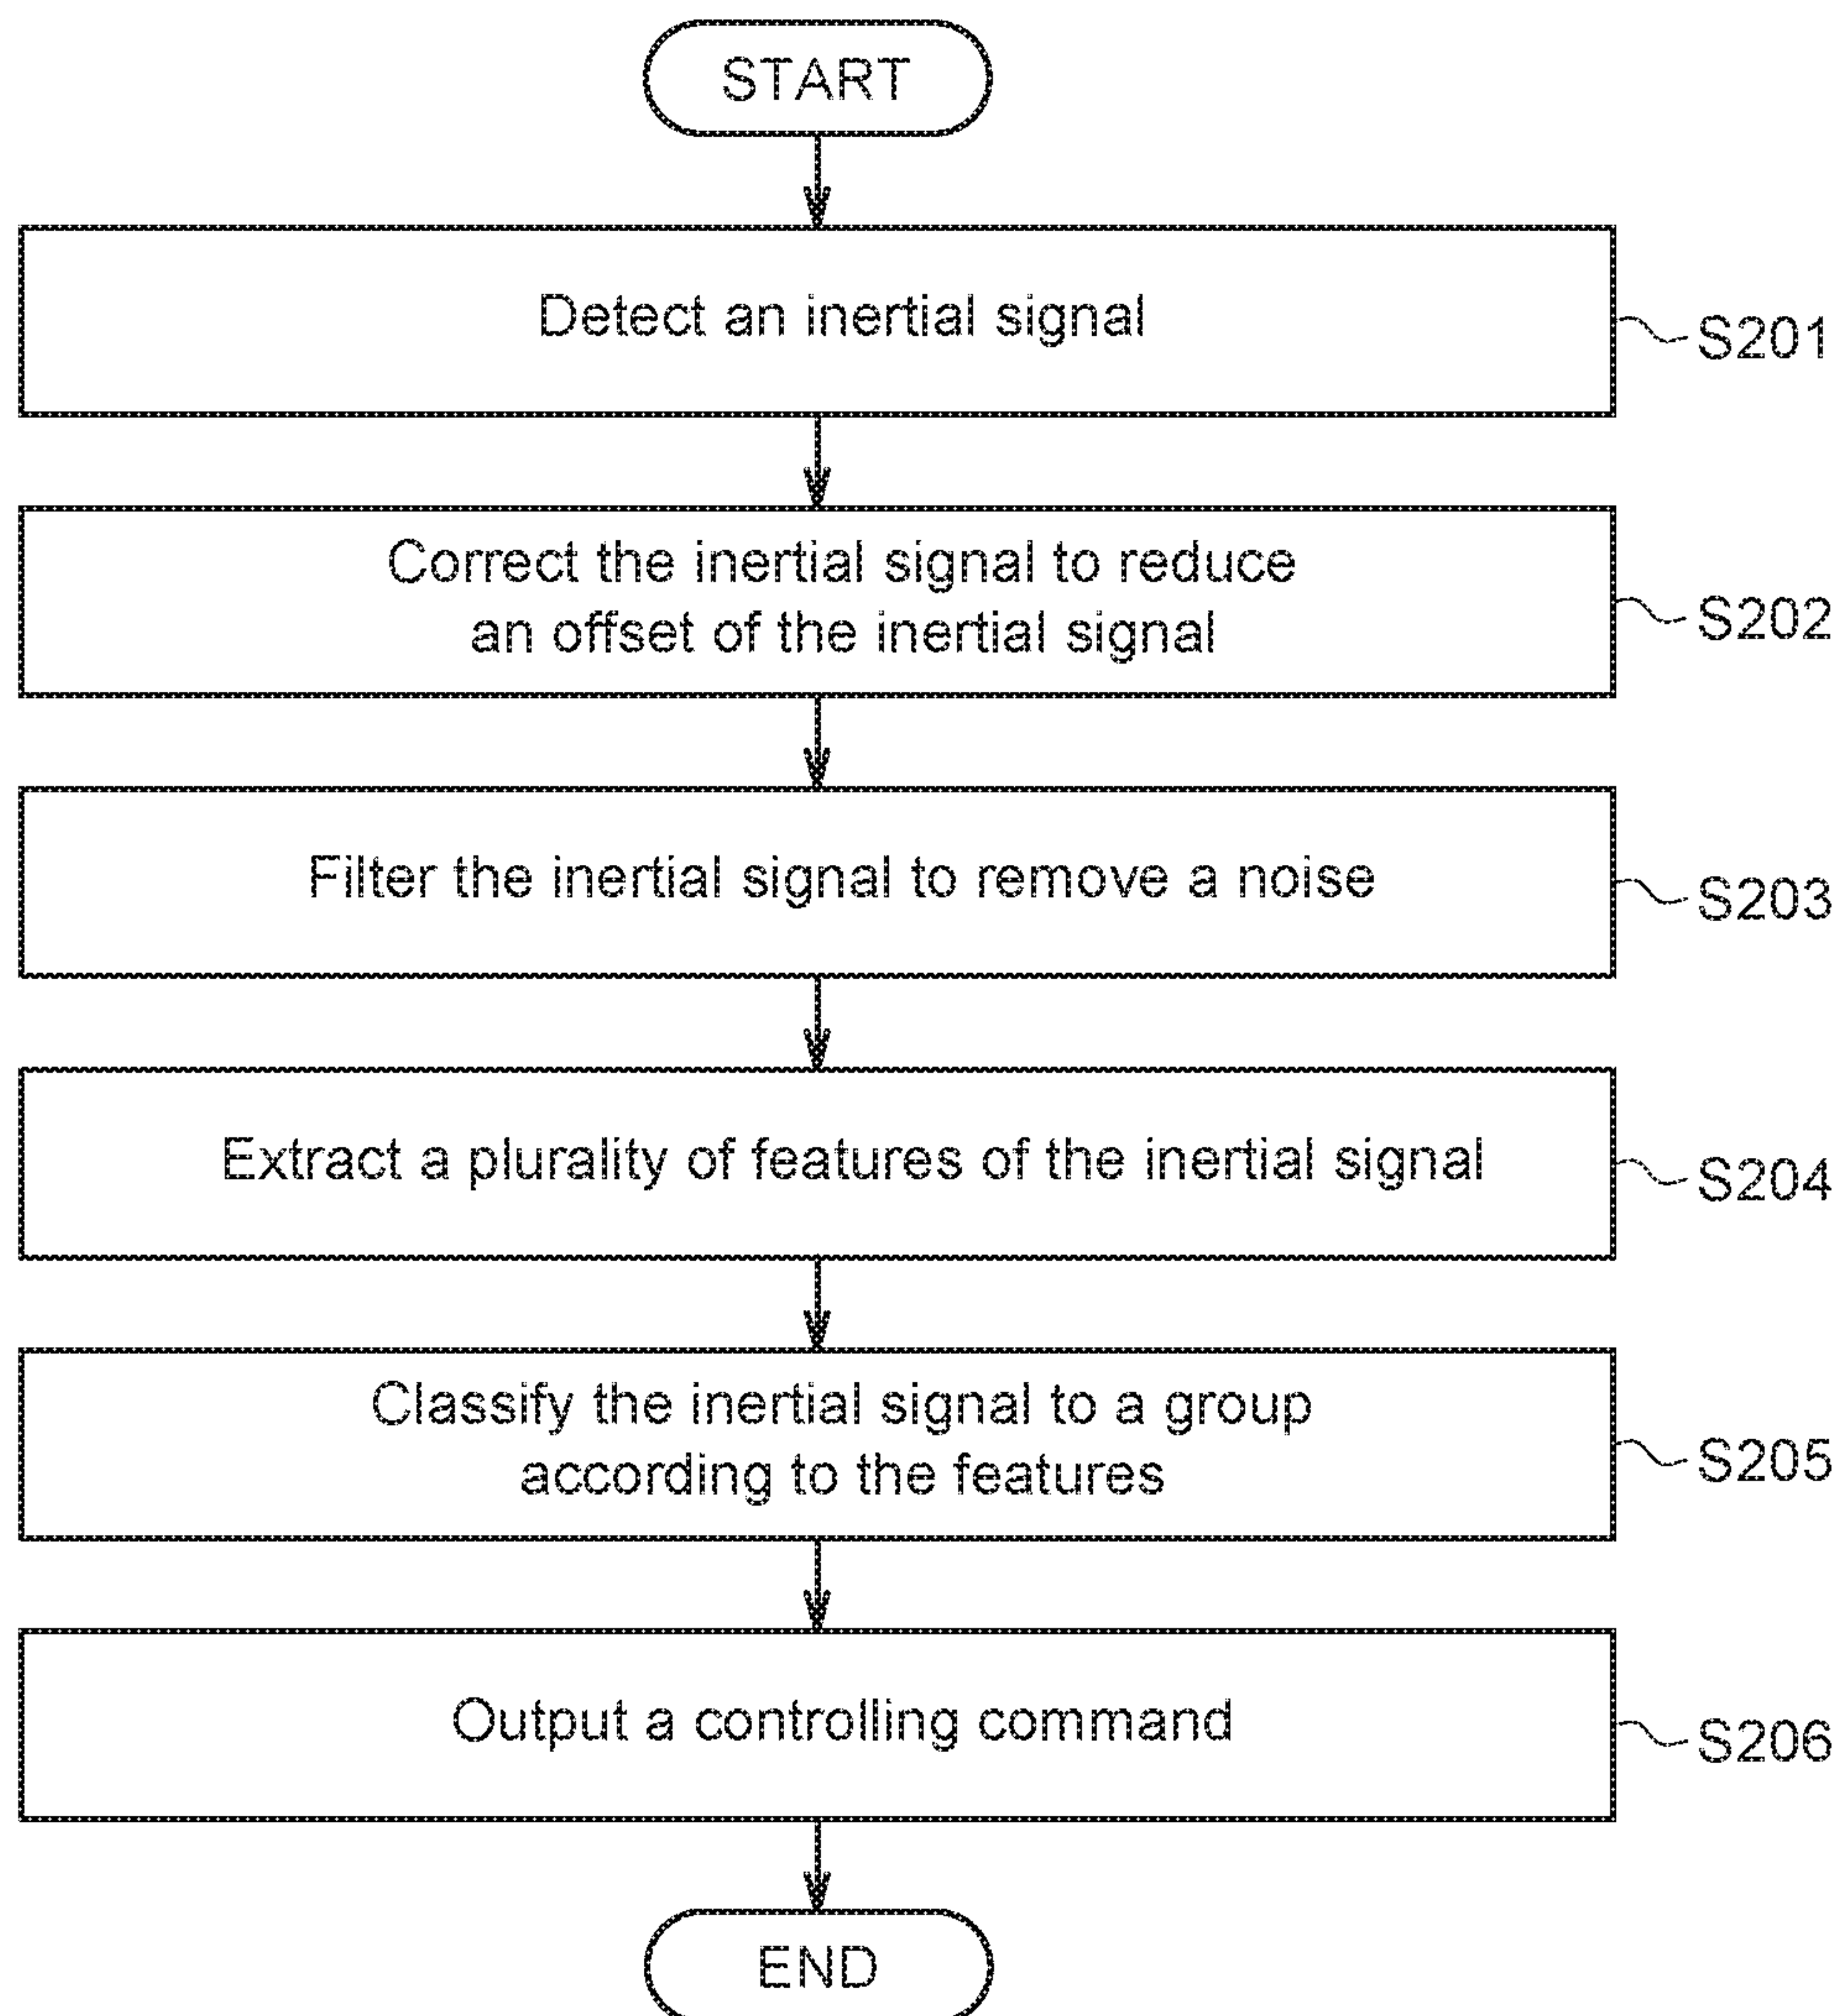 START
Detect an inertial signal
S201
Correct the inertial signal to reduce
an offset of the inertial signal
S202
Filter the inertial signal to remove a noise
S203
Extract a plurality of features of the inertial signal
S204
Classify the inertial signal to a group
according to the features
S205
Output a controlling command
S206
END